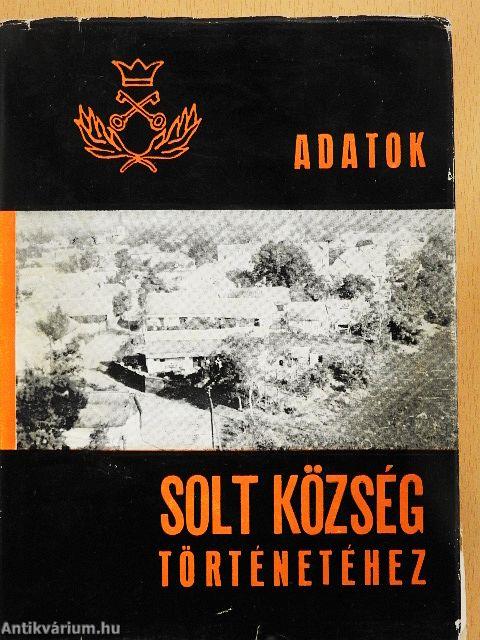 ADATOK
SOLT KÖZSÉG
TÖRTÉNETÉHEZ
Antikvárium.hu